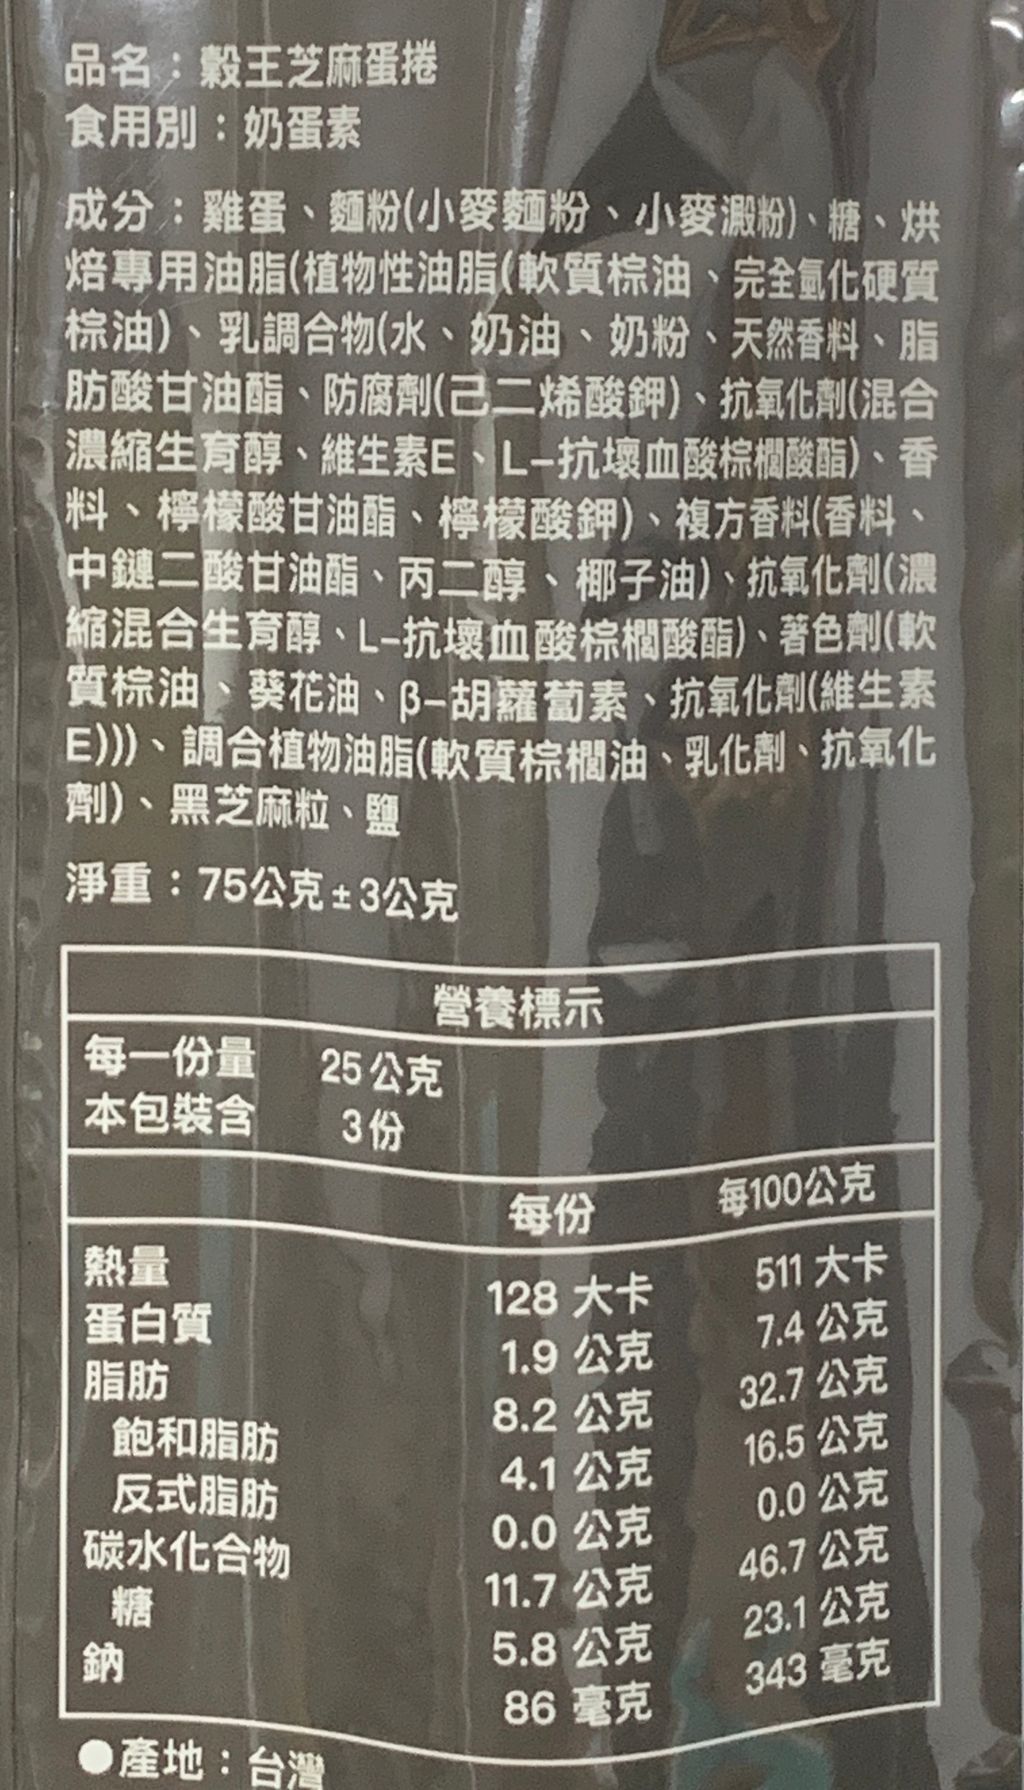 品名：穀王芝麻蛋捲
食用別：奶蛋素
成分：雞蛋、麵粉(小麥麵粉、小麥澱粉)、糖、烘
焙專用油脂(植物性油脂(軟質棕油、完全氫化硬質
棕油)、乳調合物(水、奶油、奶粉、天然香料、脂
肪酸甘油酯、防腐劑(己二烯酸鉀)、抗氧化劑(混合
濃縮生育醇、維生素E、L-抗壞血酸棕櫚酸酯)、香
料、檸檬酸甘油酯、檸檬酸鉀)、複方香料(香料、
中鏈二酸甘油酯、丙二醇、椰子油)、抗氧化劑(濃
縮混合生育醇、L-抗壞血酸棕櫚酸酯)、著色劑(軟
質棕油、葵花油、β-胡蘿蔔素、抗氧化劑(維生素
E)))、調合植物油脂(軟質棕櫚油、乳化劑、抗氧化
劑)、黑芝麻粒、鹽
淨重：75公克±3公克
營養標示
每一份量 25公克
本包裝含 3份
每份 每100公克
熱量 128 大卡 511 大卡
蛋白質 1.9 公克 7.4 公克
脂肪 8.2 公克 32.7 公克
飽和脂肪 4.1 公克 16.5 公克
反式脂肪 0.0 公克 0.0 公克
碳水化合物 11.7 公克 46.7 公克
糖 5.8 公克 23.1 公克
鈉 86 毫克 343 毫克
●產地：台灣